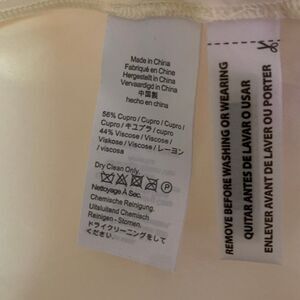 Made in China
Fabriqué en Chine
Hergestellt in China
Vervaardigd in China
中国製
hecho en china
56% Cupro / Cupro / Cupro /
Cupro / キュプラ / cupro
44% Viscose / Viscose /
Viskose / Viscose / レーヨン
/ viscosa
Dry Clean Only.
Nettoyage À Sec.
Chemische Reinigung.
Uitsluitend Chemisch
Reinigen - Stomen.
ドライクリーニングをして
ください。
REMOVE BEFORE WASHING OR WEARING
QUITAR ANTES DE LAVAR O USAR
ENLEVER AVANT DE LAVER OU PORTER